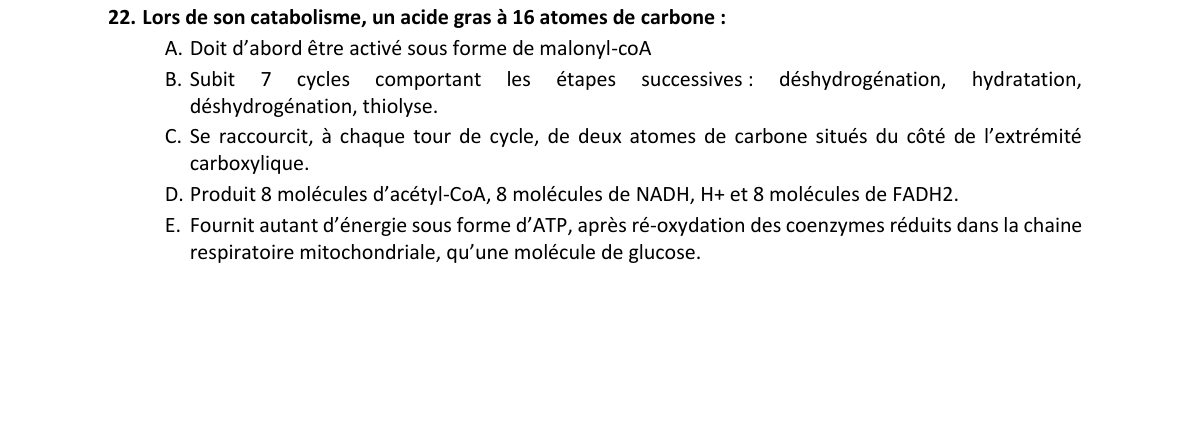 22. Lors de son catabolisme, un acide gras à 16 atomes de carbone :
A. Doit d’abord être activé sous forme de malonyl-coA
B. Subit 7 cycles comportant les étapes successives : déshydrogénation, hydratation,
déshydrogénation, thiolyse.
C. Se raccourcit, à chaque tour de cycle, de deux atomes de carbone situés du côté de l’extrémité
carboxylique.
D. Produit 8 molécules d’acétyl-CoA, 8 molécules de NADH, H+ et 8 molécules de FADH2.
E. Fournit autant d’énergie sous forme d’ATP, après ré-oxydation des coenzymes réduits dans la chaine
respiratoire mitochondriale, qu’une molécule de glucose.